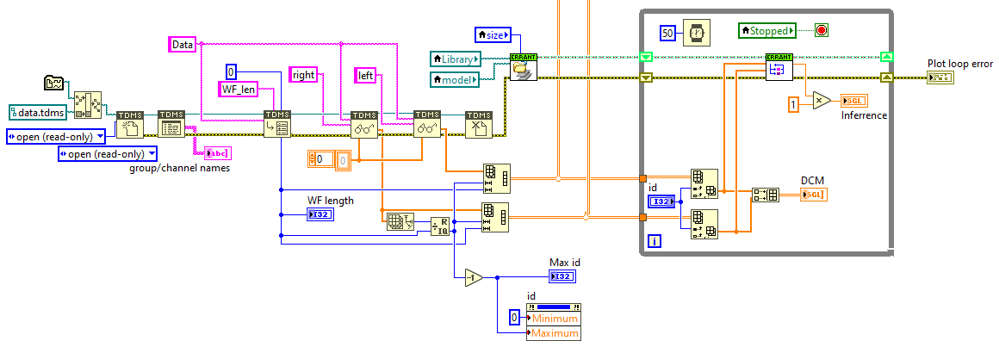 size
50
Stopped
Data
Library
ERRANT
ERRANT
Plot loop error
0
right
left
model
WF_len
data.tdms
TDMS
TDMS
TDMS
TDMS
TDMS
TDMS
1
SGL
Inferrence
open (read-only)
open (read-only)
abc
0
0
group/channel names
id
DCM
I32
SGL
WF length
I32
R
IQ
i
-1
Max id
I32
id
?! ?!
0
Minimum
Maximum